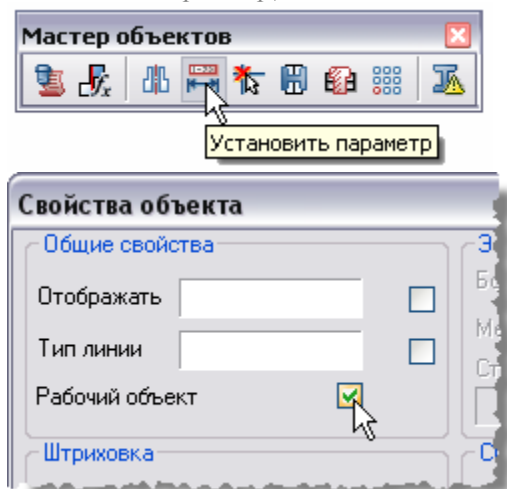 Мастер объектов
Установить параметр
Свойства объекта
Общие свойства
Отображать
Тип линии
Рабочий объект
Штриховка